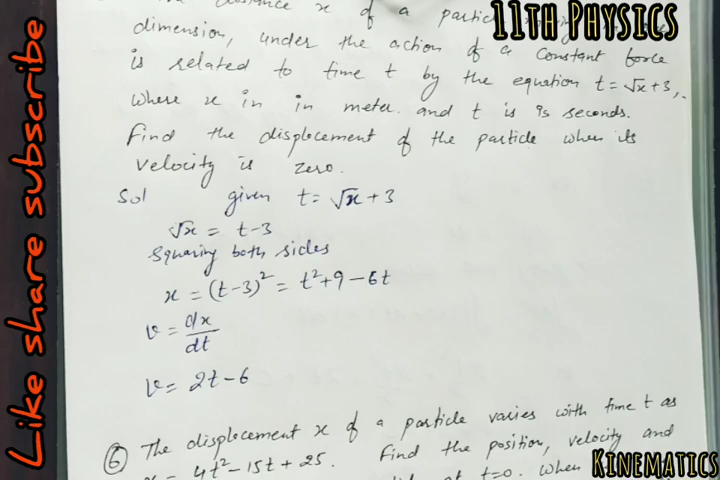 11th Physics
distance x of a particle
dimension, under the action of a constant force
is related to time t by the equation t = √x + 3,
where x in in meter. and t is is seconds.
Find the displacement of the particle when its
velocity is zero.
Sol given t = √x + 3
√x = t - 3
Squaring both sides
x = (t-3)² = t² + 9 - 6t
v = dx/dt
v = 2t - 6
⑥ The displacement x of a particle varies with time t as
4t² - 15t + 25. Find the position, velocity and
at t=0. When
Kinematics
Like share subscribe